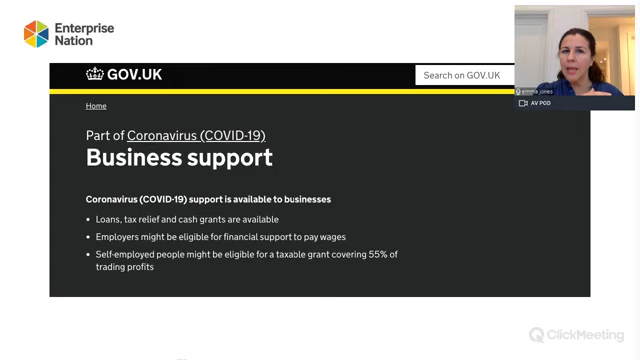 Enterprise
Nation
GOV.UK
Search on GOV.UK
emma jones
AV POD
Home
Part of Coronavirus (COVID-19)
Business support
Coronavirus (COVID-19) support is available to businesses
• Loans, tax relief and cash grants are available
• Employers might be eligible for financial support to pay wages
• Self-employed people might be eligible for a taxable grant covering 55% of
trading profits
ClickMeeting